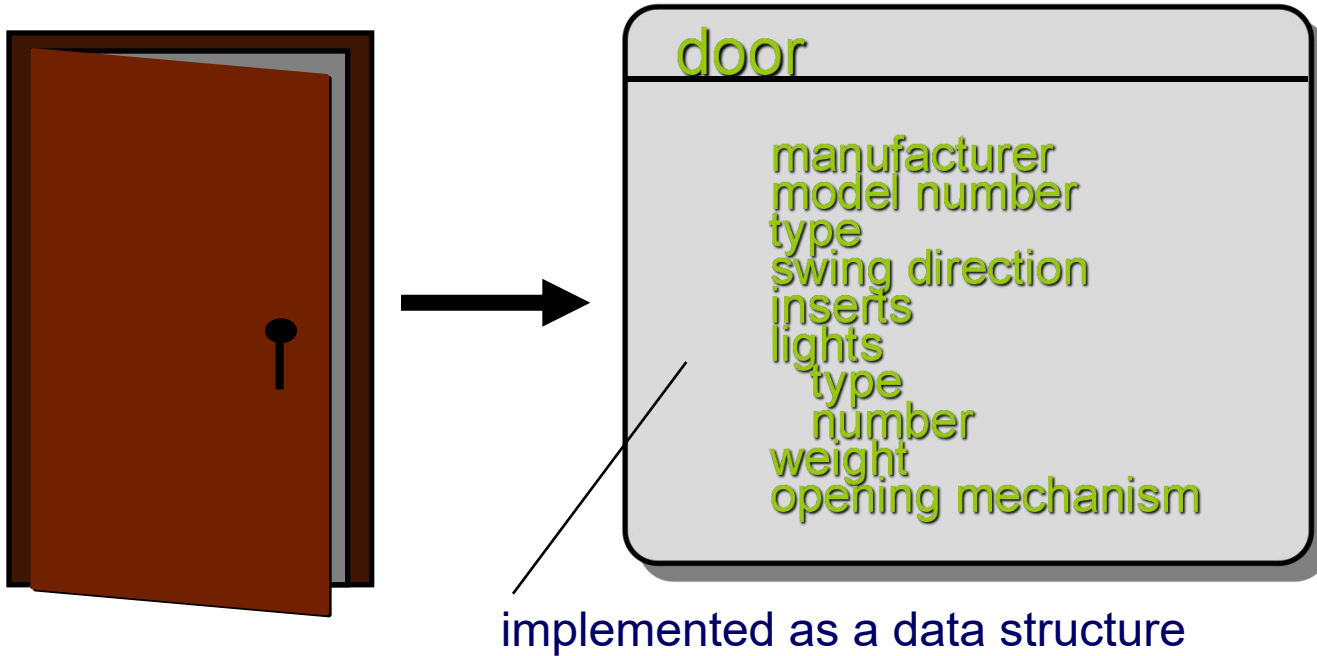 door
manufacturer
model number
type
swing direction
inserts
lights
type
number
weight
opening mechanism
implemented as a data structure